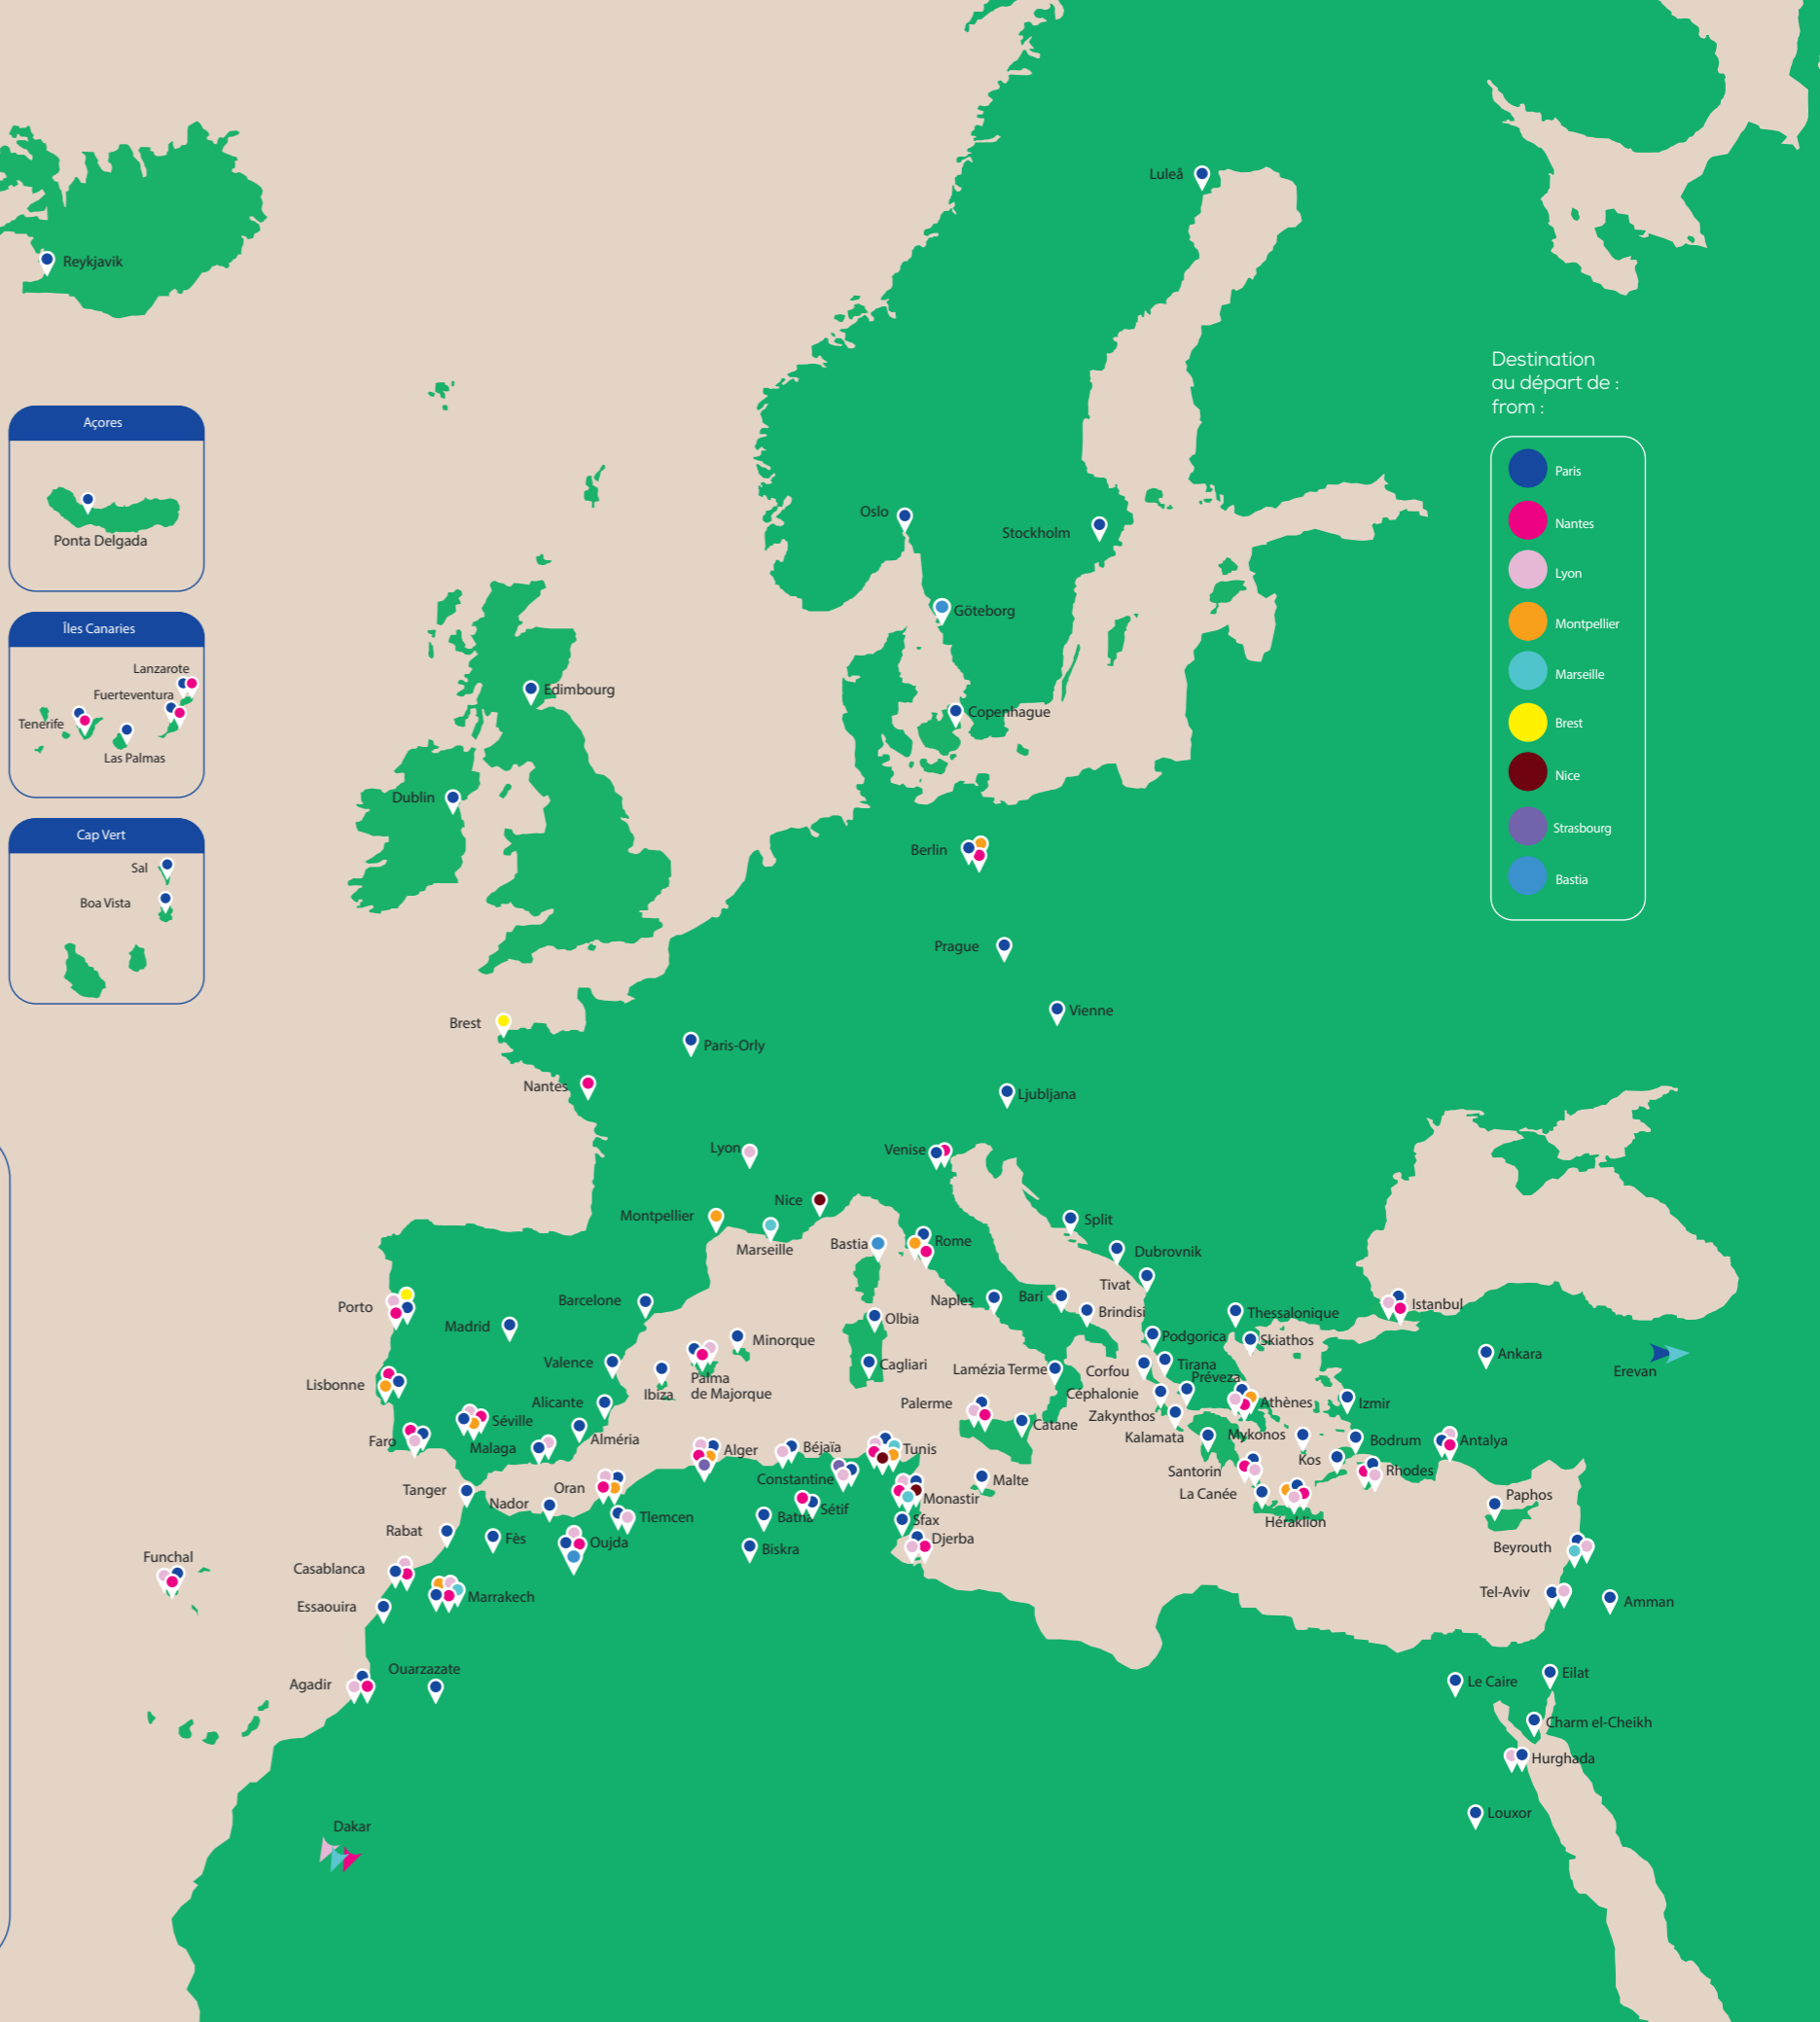 Luleå
Reykjavik
Destination
au départ de :
from :
Açores
Ponta Delgada
Paris
Nantes
Lyon
Montpellier
Marseille
Brest
Nice
Strasbourg
Bastia
Oslo
Stockholm
Göteborg
Îles Canaries
Lanzarote
Fuerteventura
Tenerife
Las Palmas
Edimbourg
Copenhague
Dublin
Cap Vert
Sal
Boa Vista
Berlin
Prague
Vienne
Brest
Paris-Orly
Nantes
Ljubljana
Lyon
Venise
Nice
Montpellier
Marseille
Bastia
Rome
Split
Dubrovnik
Tivat
Porto
Barcelone
Madrid
Naples
Bari
Brindisi
Olbia
Thessalonique
Istanbul
Minorque
Podgorica
Skiathos
Ankara
Erevan
Valence
Cagliari
Lamézia Terme
Corfou
Tirana
Préveza
Lisbonne
Ibiza
Palma
de Majorque
Céphalonie
Athènes
Izmir
Alicante
Palerme
Zakynthos
Catane
Séville
Faro
Malaga
Alméria
Alger
Béjaïa
Tunis
Kalamata
Mykonos
Bodrum
Antalya
Constantine
Malte
Santorin
Kos
Rhodes
Tanger
Oran
Nador
Monastir
La Canée
Paphos
Sétif
Batna
Tlemcen
Sfax
Héraklion
Rabat
Fès
Oujda
Biskra
Djerba
Beyrouth
Funchal
Casablanca
Marrakech
Essaouira
Tel-Aviv
Amman
Ouarzazate
Agadir
Le Caire
Eilat
Charm el-Cheikh
Hurghada
Louxor
Dakar